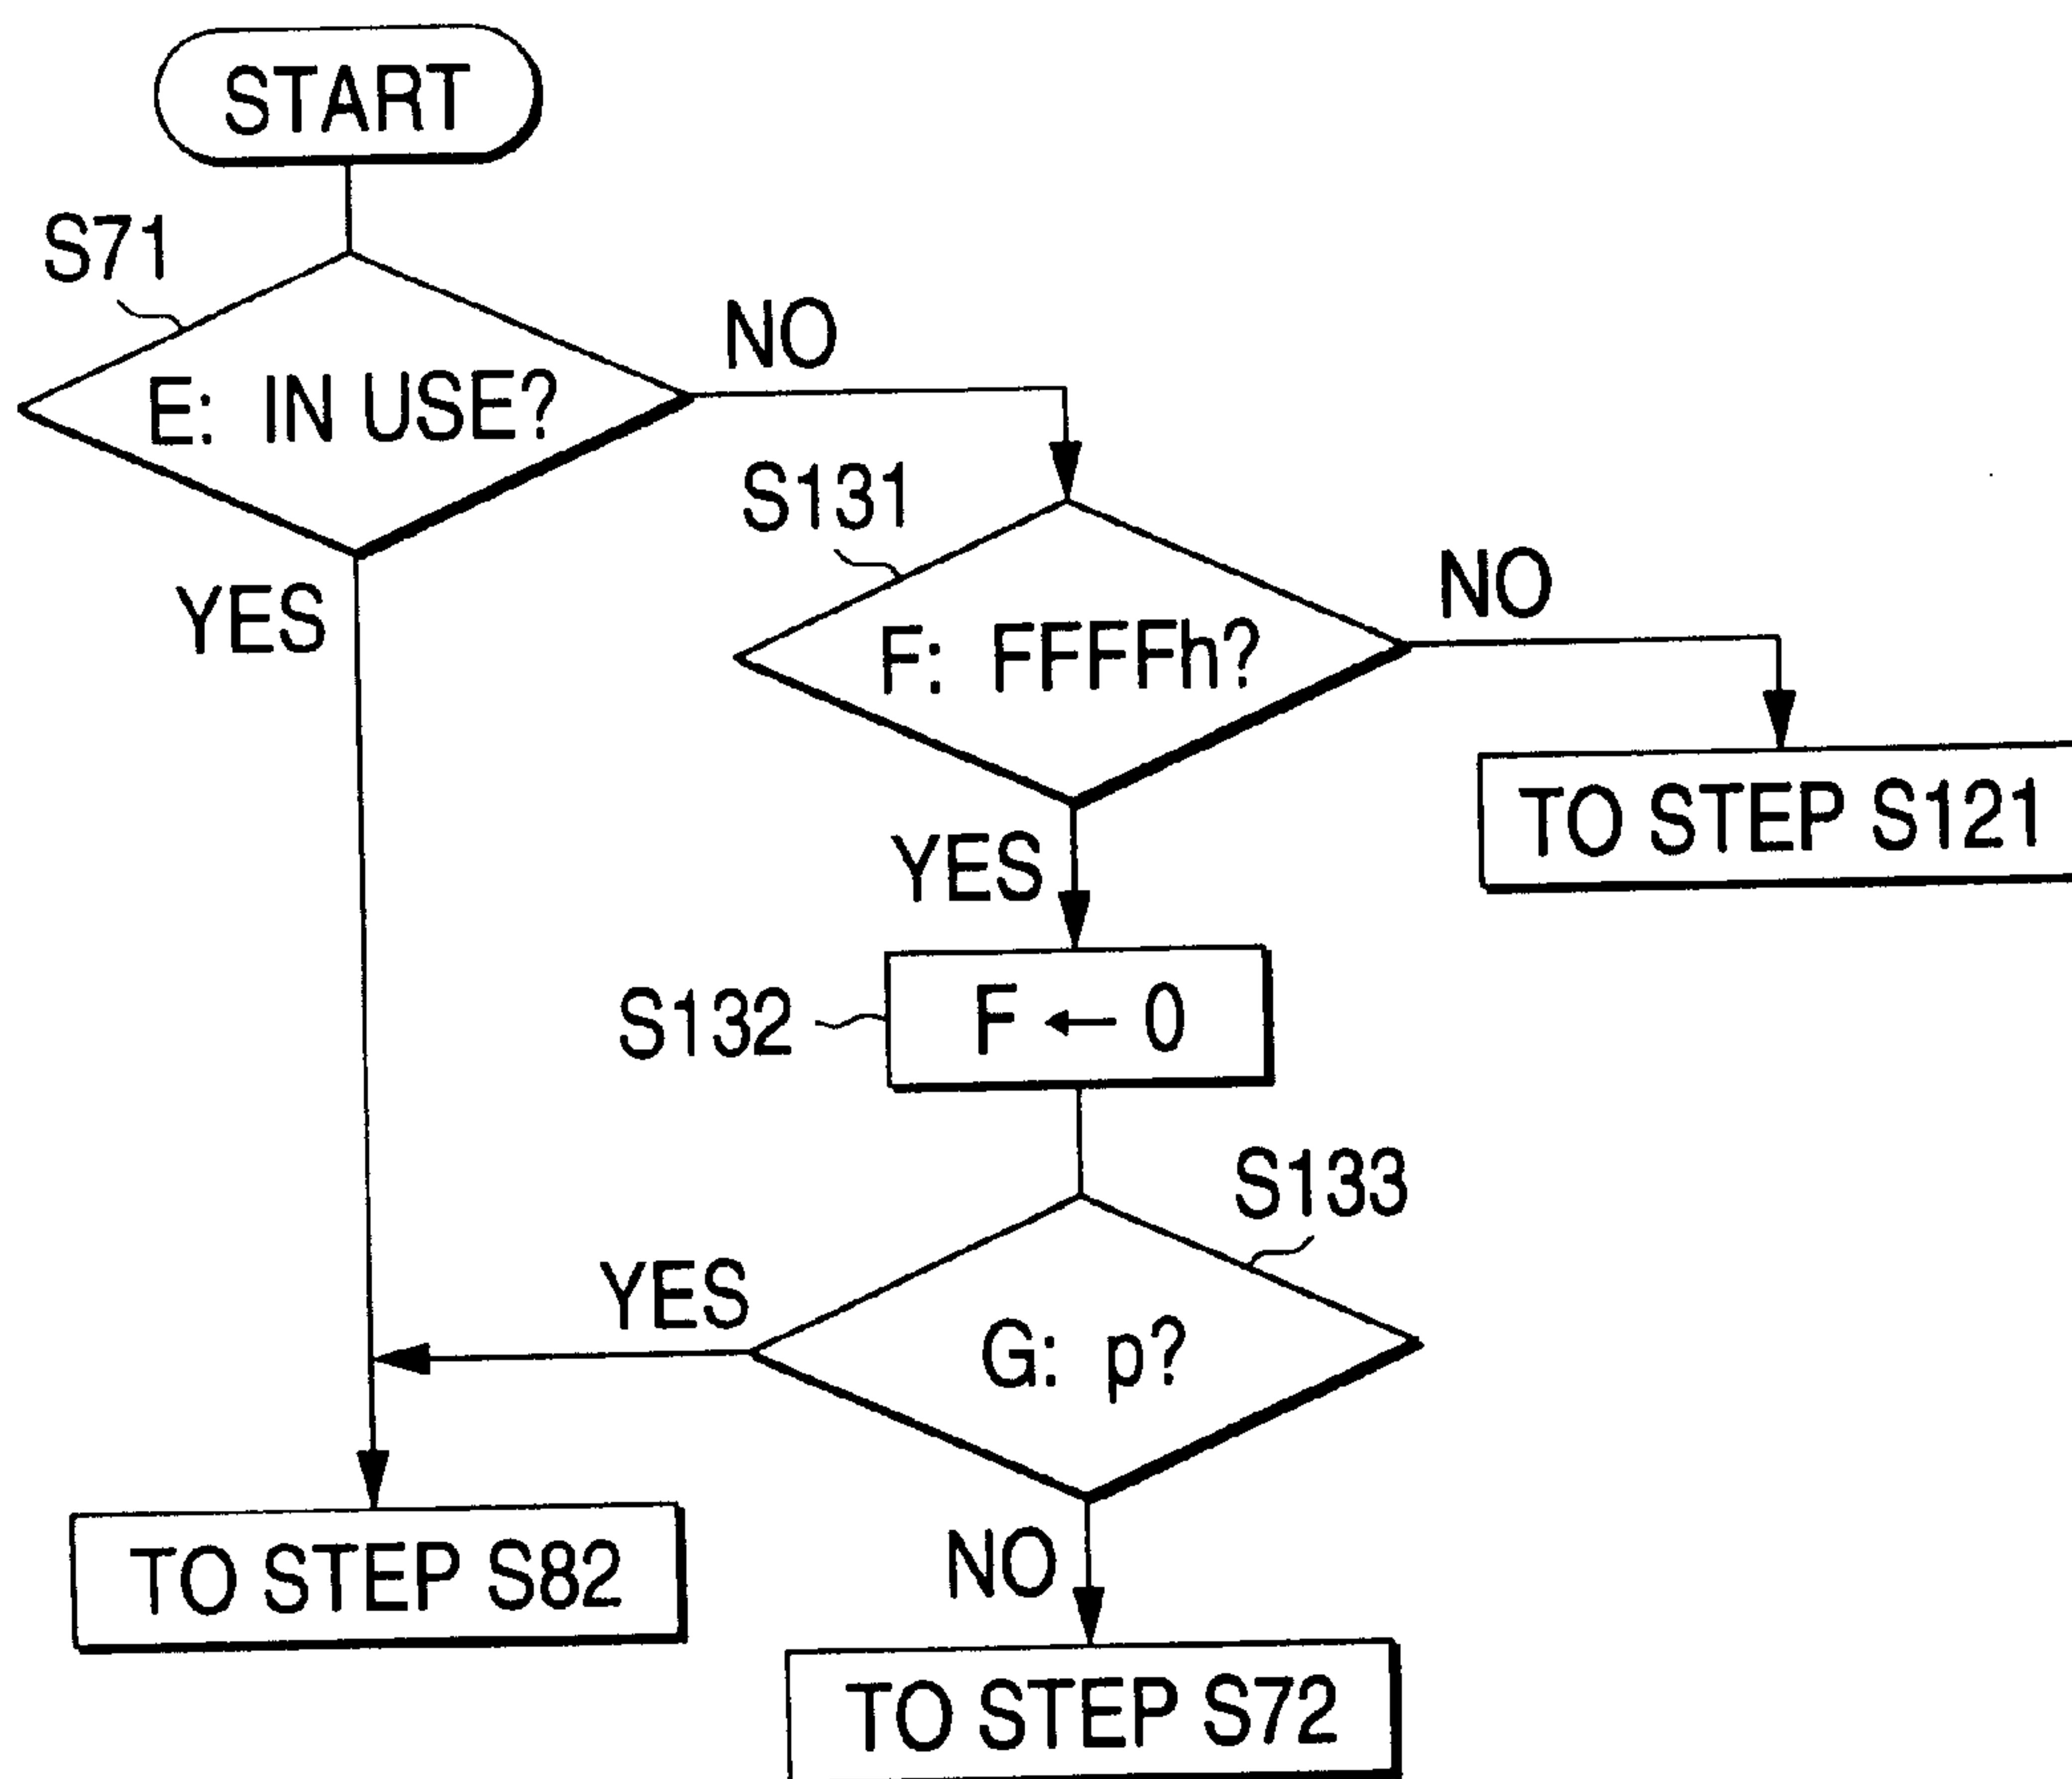 START
S71
E: IN USE?
NO
YES
S131
F: FFFFh?
NO
YES
TO STEP S121
S132
F ← 0
S133
G: p?
YES
NO
TO STEP S82
TO STEP S72